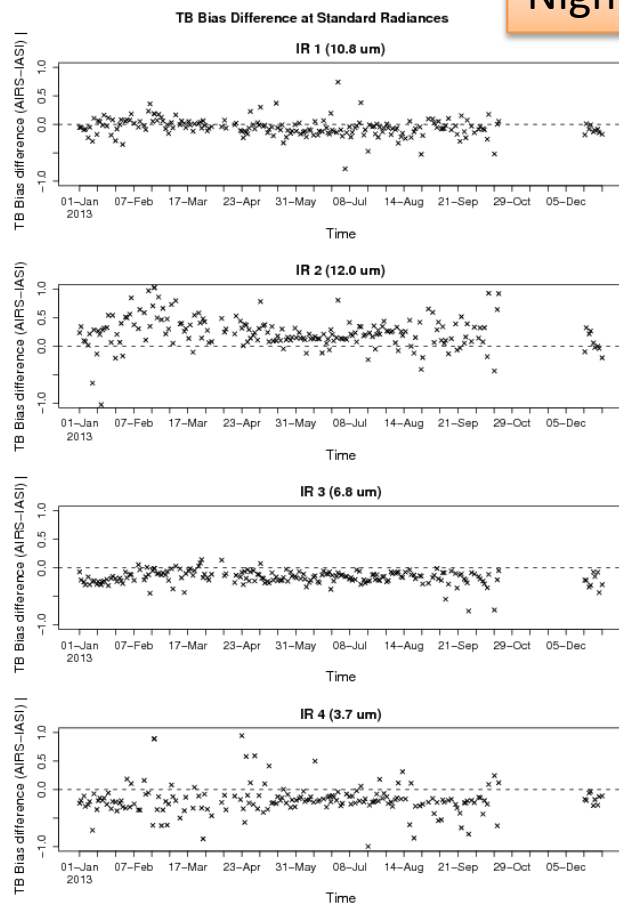 TB Bias Difference at Standard Radiances
IR 1 (10.8 um)
TB Bias difference (AIRS−IASI) |
1.0
0.5
0.0
−1.0
01−Jan 07−Feb 17−Mar 23−Apr 31−May 08−Jul 14−Aug 21−Sep 29−Oct 05−Dec
2013
Time
IR 2 (12.0 um)
TB Bias difference (AIRS−IASI)
1.0
0.5
0.0
−1.0
01−Jan 07−Feb 17−Mar 23−Apr 31−May 08−Jul 14−Aug 21−Sep 29−Oct 05−Dec
2013
Time
IR 3 (6.8 um)
TB Bias difference (AIRS−IASI) |
1.0
0.5
0.0
−1.0
01−Jan 07−Feb 17−Mar 23−Apr 31−May 08−Jul 14−Aug 21−Sep 29−Oct 05−Dec
2013
Time
IR 4 (3.7 um)
TB Bias difference (AIRS−IASI) |
1.0
0.5
0.0
−1.0
01−Jan 07−Feb 17−Mar 23−Apr 31−May 08−Jul 14−Aug 21−Sep 29−Oct 05−Dec
2013
Time